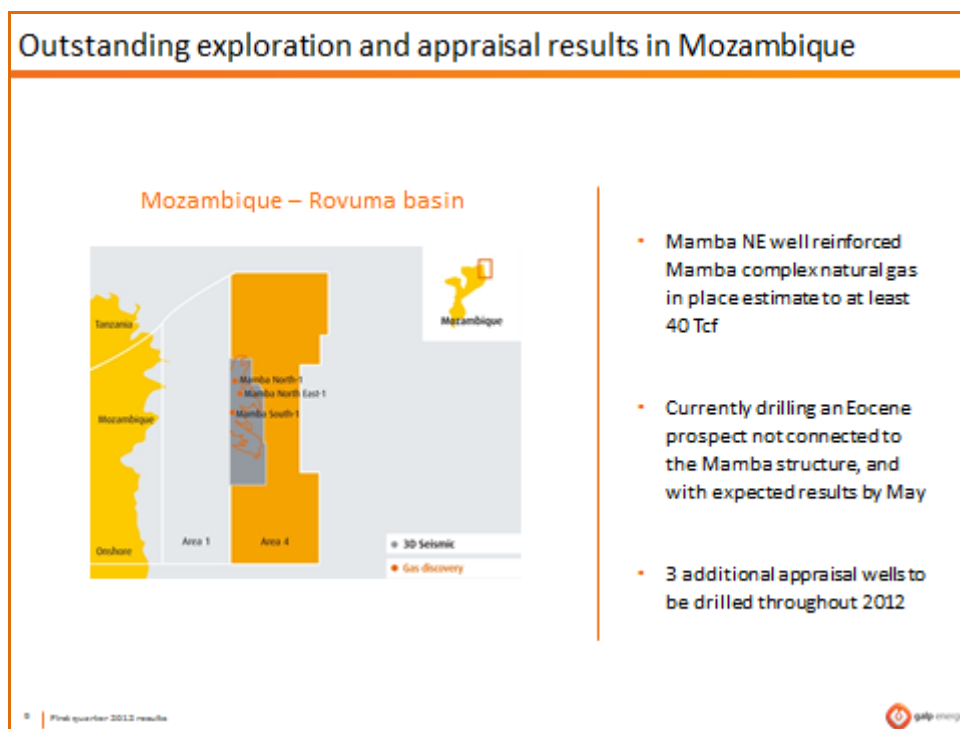 Outstanding exploration and appraisal results in Mozambique
Mozambique – Rovuma basin
Tanzania
Mozambique
Onshore
Area 1
Area 4
Mamba North-1
Mamba North East-1
Mamba South-1
Mozambique
3D Seismic
Gas discovery
▪ Mamba NE well reinforced
Mamba complex natural gas
in place estimate to at least
40 Tcf
▪ Currently drilling an Eocene
prospect not connected to
the Mamba structure, and
with expected results by May
▪ 3 additional appraisal wells to
be drilled throughout 2012
First quarter 2012 results
galp energ